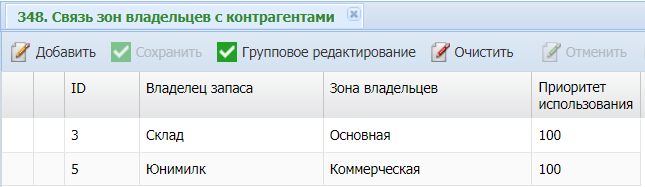 348. Связь зон владельцев с контрагентами
Добавить Сохранить Групповое редактирование Очистить Отменить
ID Владелец запаса Зона владельцев Приоритет использования
3 Склад Основная 100
5 Юнимилк Коммерческая 100